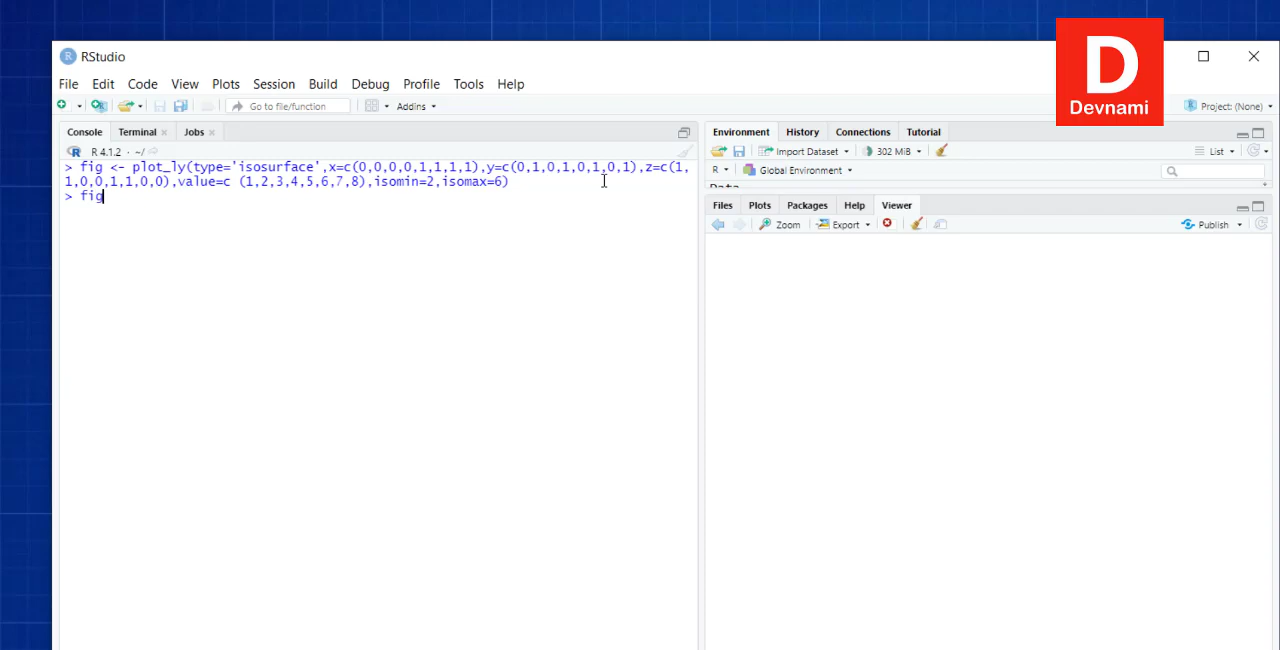 D
Devnami
R RStudio
File Edit Code View Plots Session Build Debug Profile Tools Help
Go to file/function Addins Project: (None)
Console Terminal Jobs
R R 4.1.2 · ~/
> fig <- plot_ly(type='isosurface',x=c(0,0,0,0,1,1,1,1),y=c(0,1,0,1,0,1,0,1),z=c(1,
1,0,0,1,1,0,0),value=c (1,2,3,4,5,6,7,8),isomin=2,isomax=6)
> fig
Environment History Connections Tutorial
Import Dataset 302 MiB List
R Global Environment
Data
Files Plots Packages Help Viewer
Zoom Export Publish